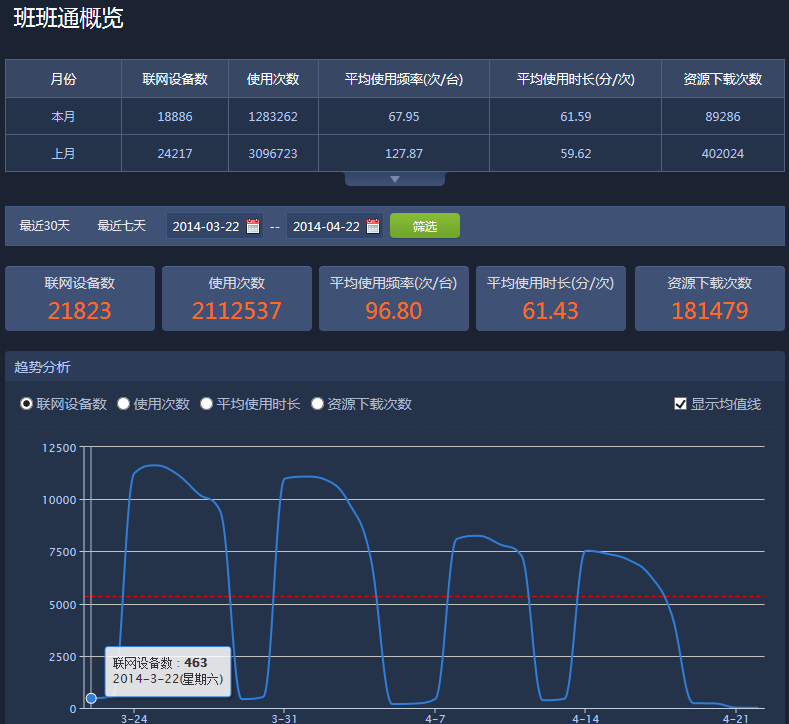 班班通概览
月份 联网设备数 使用次数 平均使用频率(次/台) 平均使用时长(分/次) 资源下载次数
本月 18886 1283262 67.95 61.59 89286
上月 24217 3096723 127.87 59.62 402024
最近30天 最近七天 2014-03-22 -- 2014-04-22 筛选
联网设备数 使用次数 平均使用频率(次/台) 平均使用时长(分/次) 资源下载次数
21823 2112537 96.80 61.43 181479
趋势分析
联网设备数 使用次数 平均使用时长 资源下载次数 显示均值线
12500
10000
7500
5000
2500
联网设备数 : 463
2014-3-22(星期六)
0
3-24 3-31 4-7 4-14 4-21